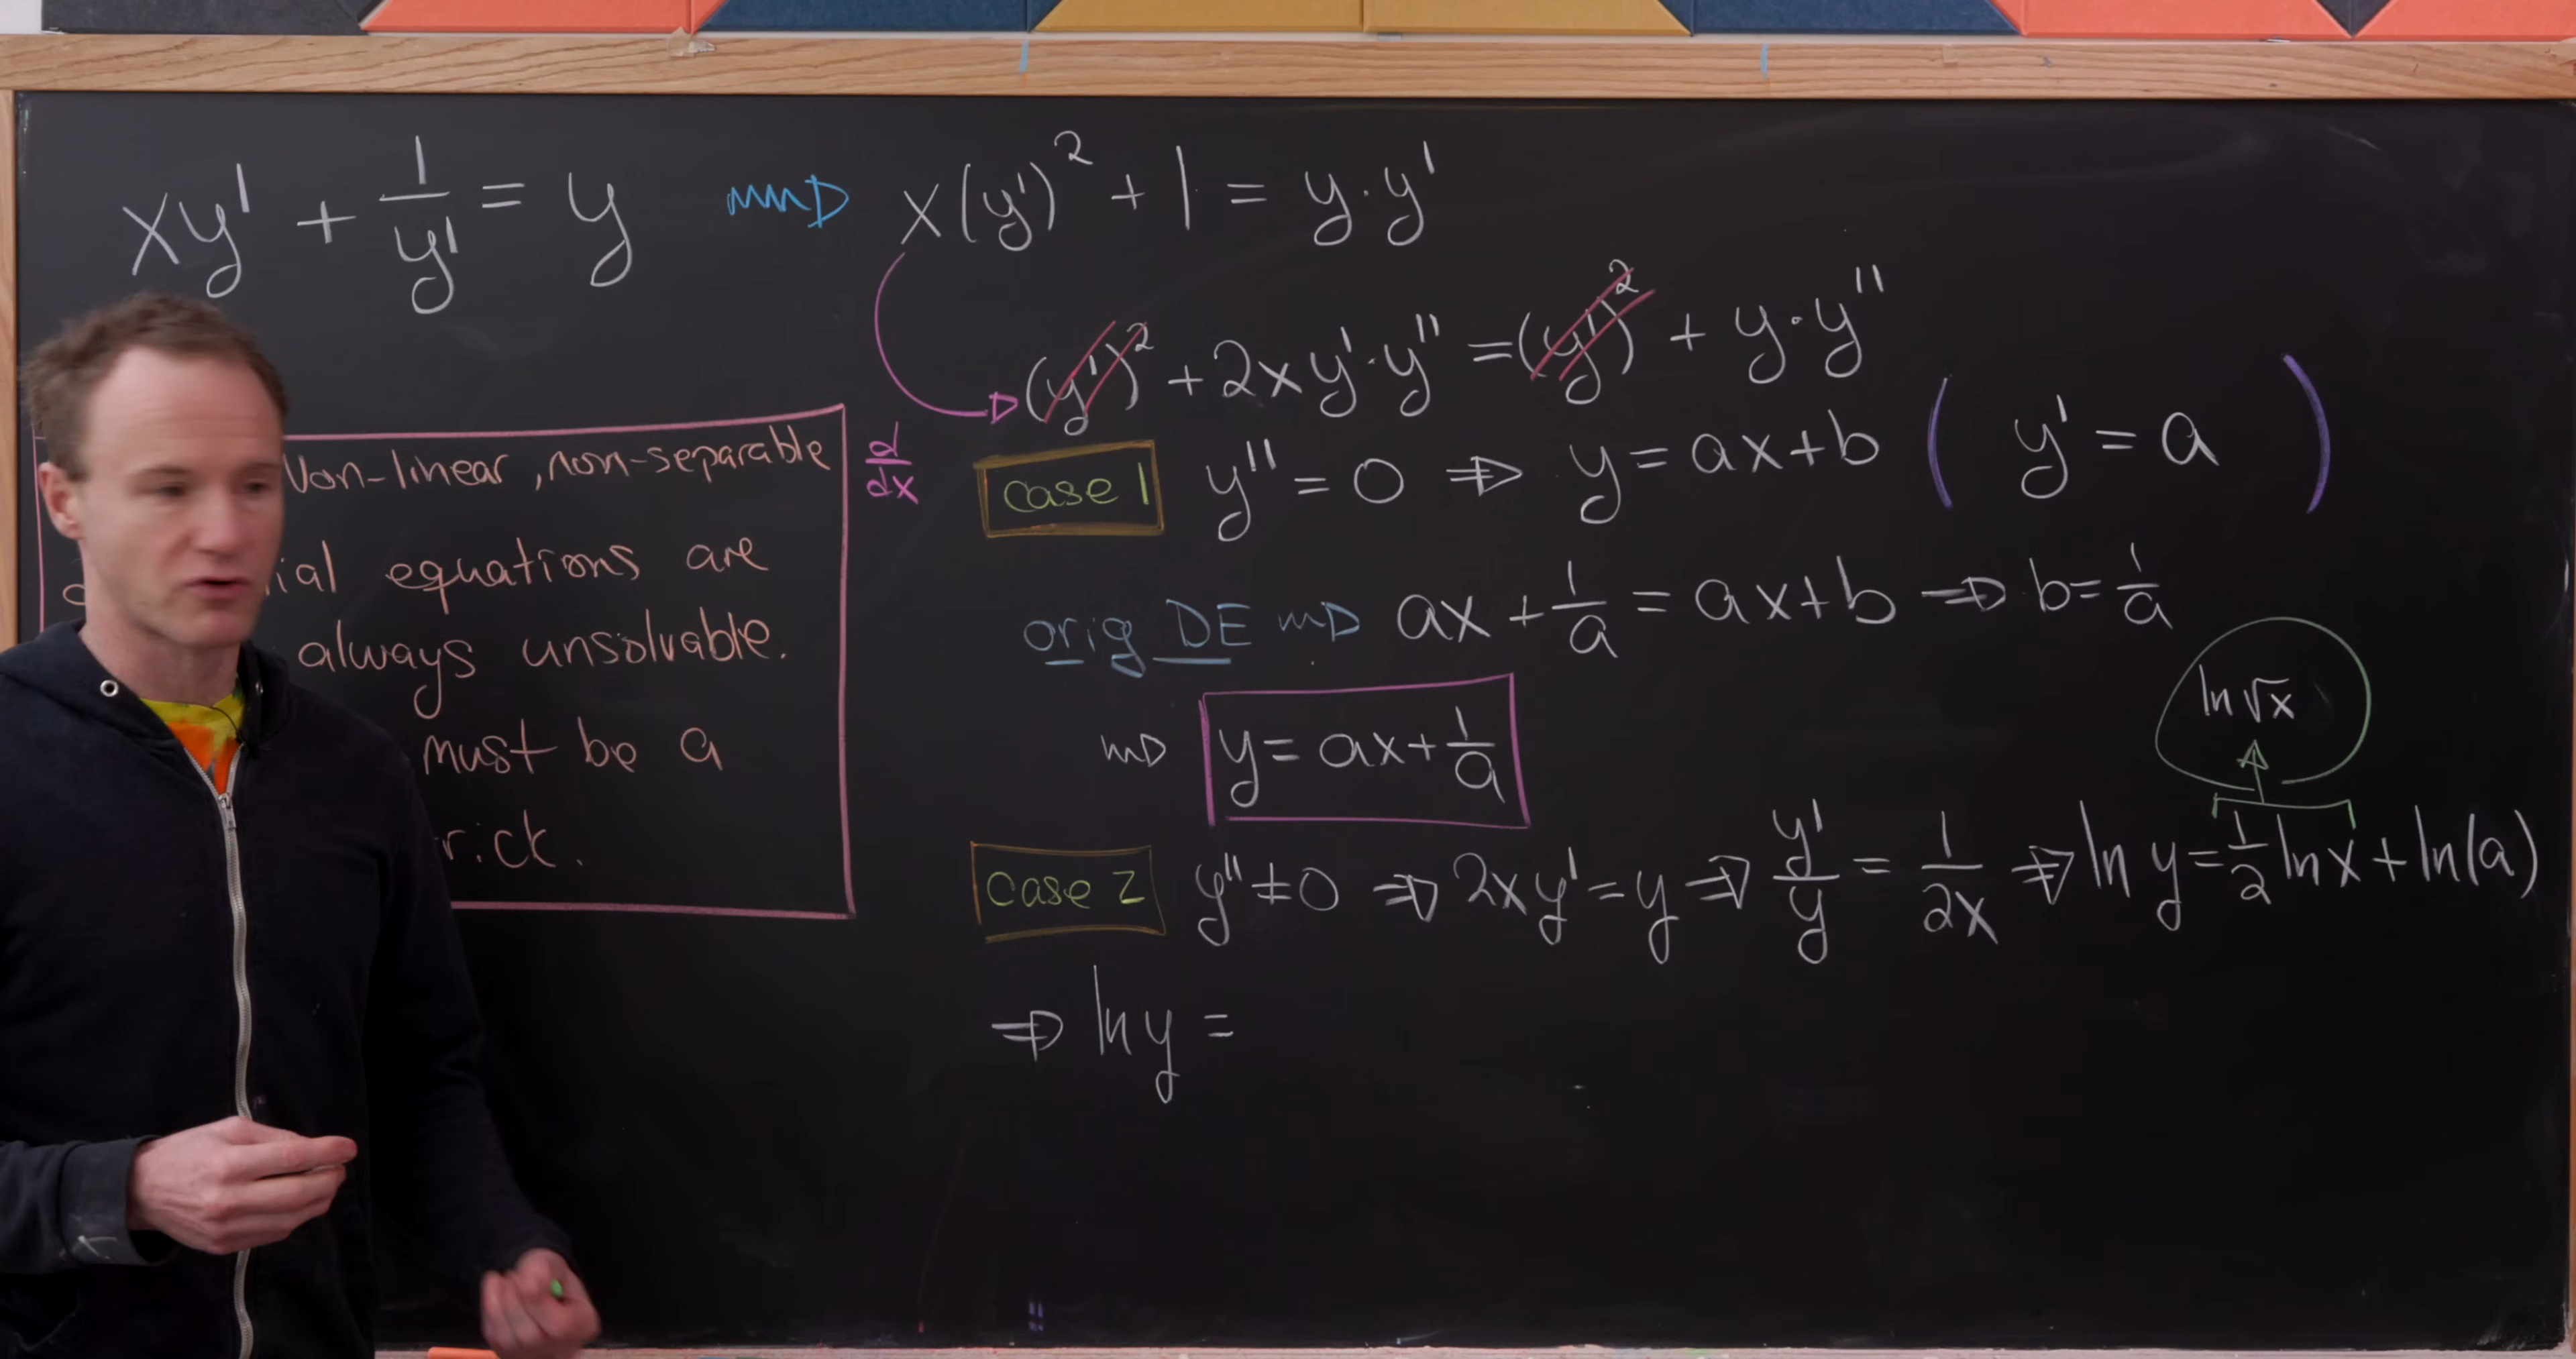 xy' + 1/y' = y ⟹ x(y')² + 1 = y·y'
(y')² + 2xy'·y'' = (y')² + y·y''
d/dx
case 1 y'' = 0 ⇒ y = ax+b ( y' = a )
orig DE ⟹ ax + 1/a = ax+b → b = 1/a
⟹ y = ax + 1/a
ln √x
case 2 y'' ≠ 0 ⇒ 2xy' = y ⇒ y'/y = 1/2x ⇒ ln y = 1/2 ln x + ln(a)
⇒ ln y =
Non-linear, non-separable
equations are
always unsolvable.
must be a